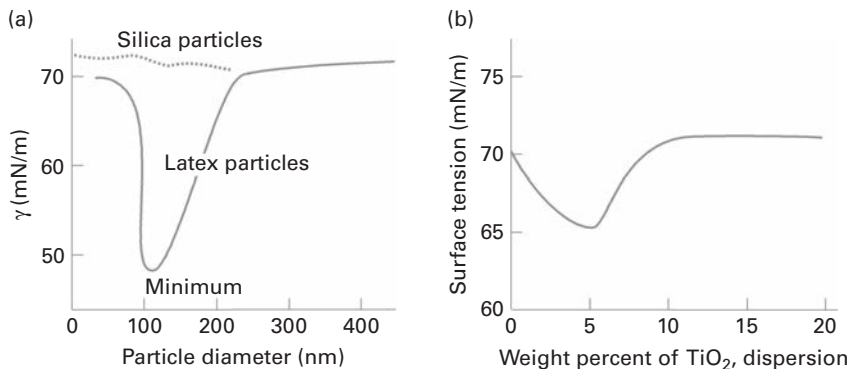 (a)
Silica particles
70
60
50
γ (mN/m)
Latex particles
Minimum
0 100 200 300 400
Particle diameter (nm)
(b)
75
70
65
60
Surface tension (mN/m)
0 5 10 15 20
Weight percent of TiO₂, dispersion